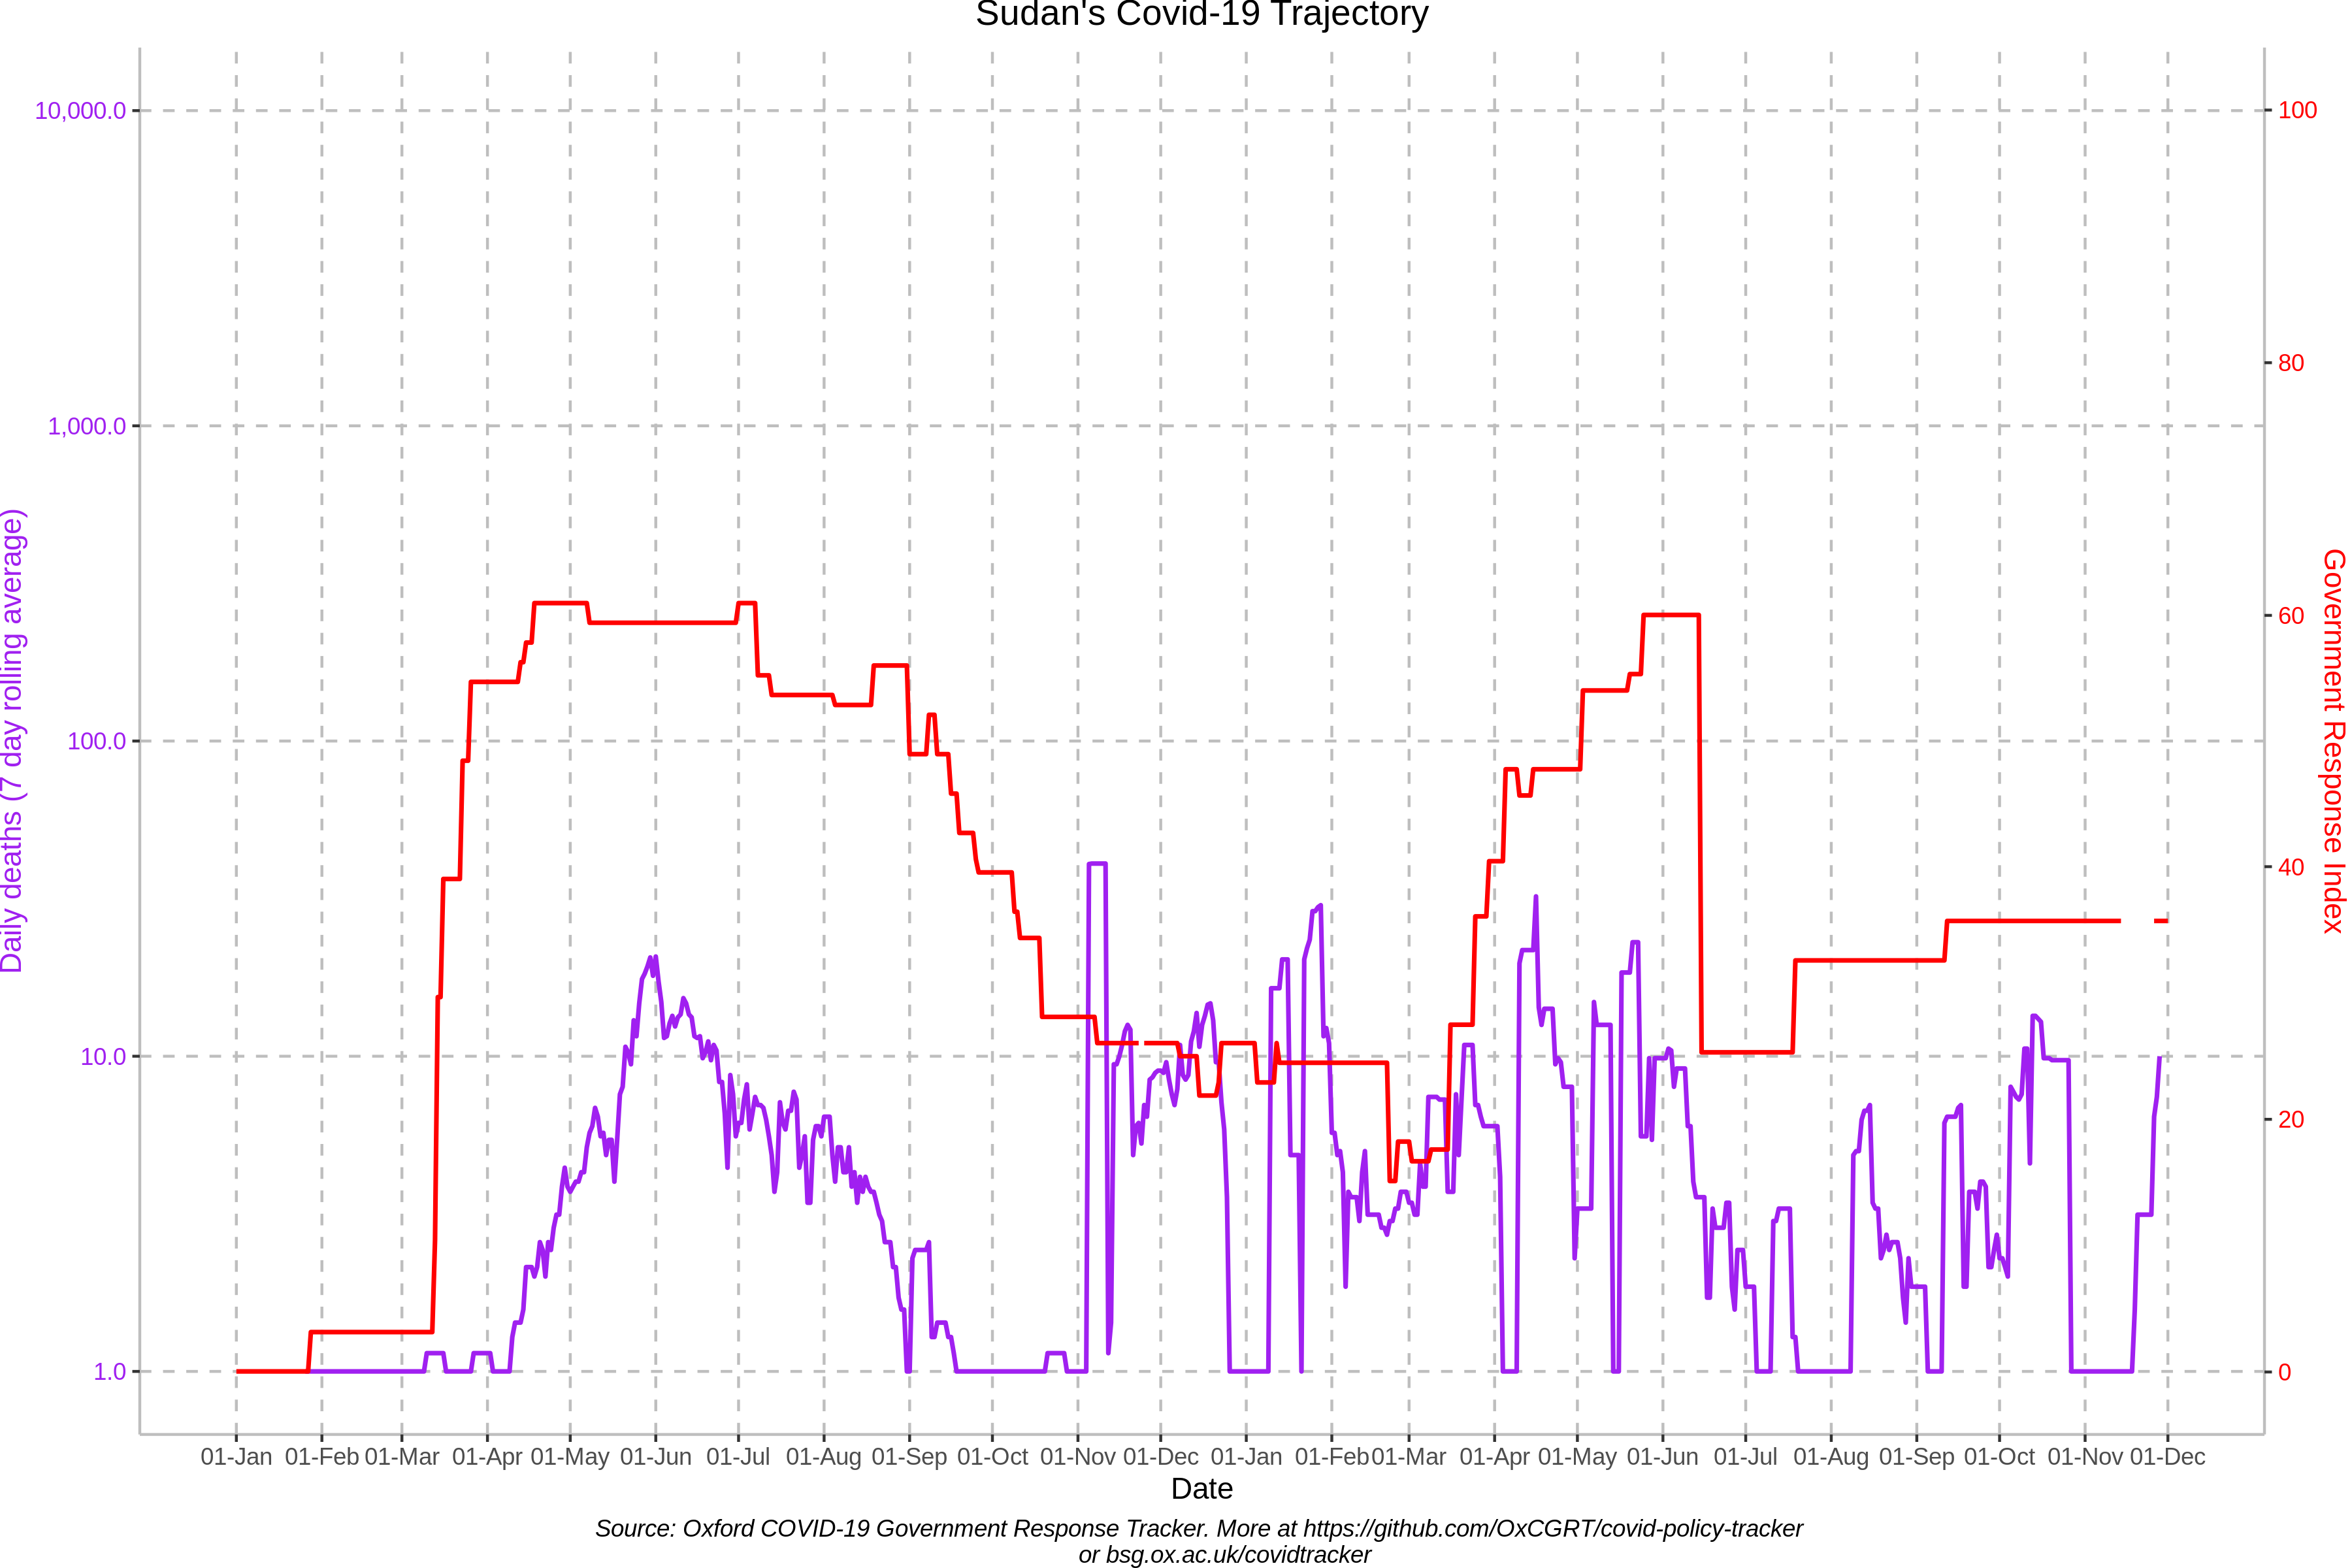 Sudan's Covid-19 Trajectory
10,000.0
1,000.0
100.0
10.0
1.0
Daily deaths (7 day rolling average)
100
80
60
40
20
0
Government Response Index
01-Jan 01-Feb 01-Mar 01-Apr 01-May 01-Jun 01-Jul 01-Aug 01-Sep 01-Oct 01-Nov 01-Dec 01-Jan 01-Feb 01-Mar 01-Apr 01-May 01-Jun 01-Jul 01-Aug 01-Sep 01-Oct 01-Nov 01-Dec
Date
Source: Oxford COVID-19 Government Response Tracker. More at https://github.com/OxCGRT/covid-policy-tracker
or bsg.ox.ac.uk/covidtracker